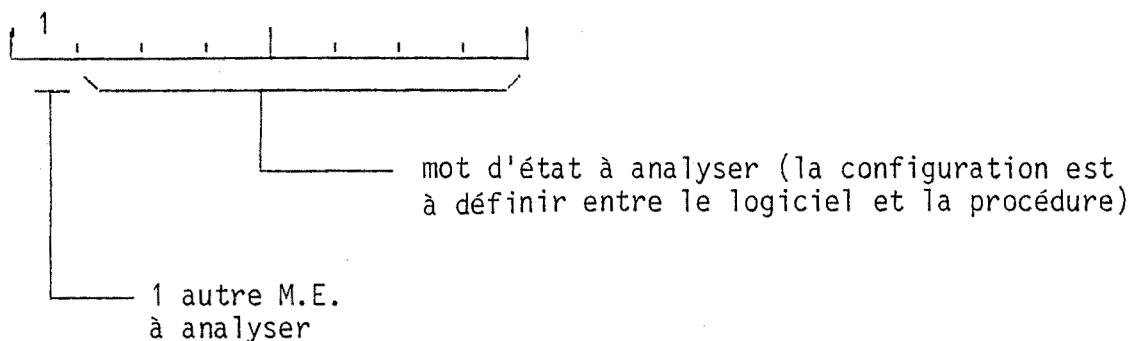 1
mot d'état à analyser (la configuration est
à définir entre le logiciel et la procédure)
1 autre M.E.
à analyser